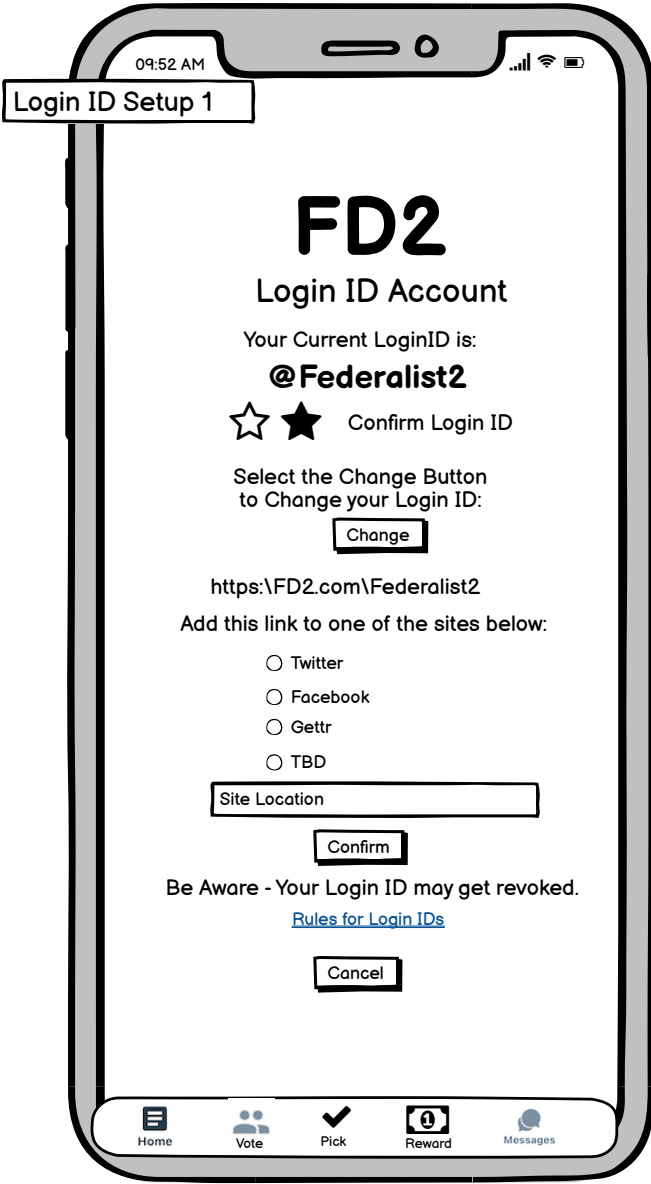 09:52 AM
Login ID Setup 1
FD2
Login ID Account
Your Current LoginID is:
@Federalist2
Confirm Login ID
Select the Change Button
to Change your Login ID:
Change
https:\FD2.com\Federalist2
Add this link to one of the sites below:
Twitter
Facebook
Gettr
TBD
Site Location
Confirm
Be Aware - Your Login ID may get revoked.
Rules for Login IDs
Cancel
1
Home Vote Pick Reward Messages